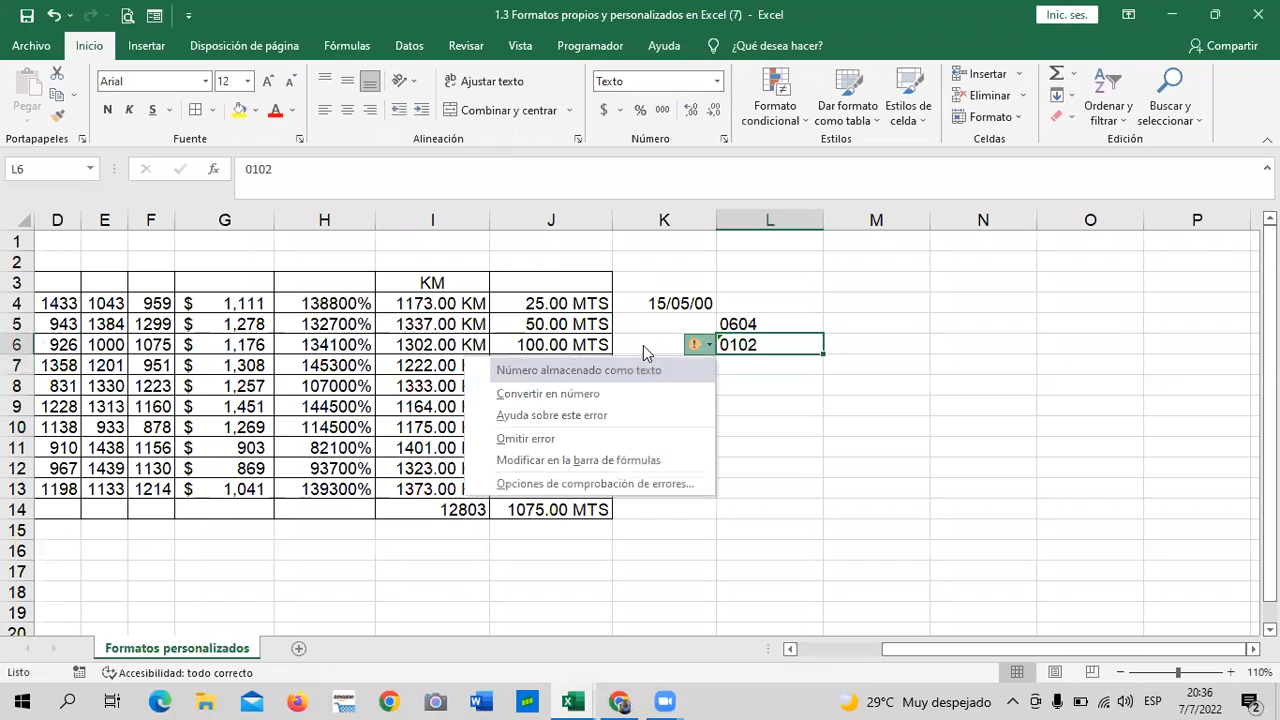 1.3 Formatos propios y personalizados en Excel (7) - Excel
Inic. ses.
Archivo Inicio Insertar Disposición de página Fórmulas Datos Revisar Vista Programador Ayuda ¿Qué desea hacer? Compartir
Pegar
Portapapeles
Arial 12
N K S
Fuente
Ajustar texto
Combinar y centrar
Alineación
Texto
$ % 000
Número
Formato condicional
Dar formato como tabla
Estilos de celda
Estilos
Insertar
Eliminar
Formato
Celdas
Ordenar y filtrar
Buscar y seleccionar
Edición
L6 fx 0102
D E F G H I J K L M N O P
1
2
3 KM
4 1433 1043 959 $ 1,111 138800% 1173.00 KM 25.00 MTS 15/05/00
5 943 1384 1299 $ 1,278 132700% 1337.00 KM 50.00 MTS 0604
6 926 1000 1075 $ 1,176 134100% 1302.00 KM 100.00 MTS 0102
7 1358 1201 951 $ 1,308 145300% 1222.00
8 831 1330 1223 $ 1,257 107000% 1333.00
9 1228 1313 1160 $ 1,451 144500% 1164.00
10 1138 933 878 $ 1,269 114500% 1175.00
11 910 1438 1156 $ 903 82100% 1401.00
12 967 1439 1130 $ 869 93700% 1323.00
13 1198 1133 1214 $ 1,041 139300% 1373.00
14 12803 1075.00 MTS
15
16
17
18
19
20
Número almacenado como texto
Convertir en número
Ayuda sobre este error
Omitir error
Modificar en la barra de fórmulas
Opciones de comprobación de errores...
Formatos personalizados
Listo Accesibilidad: todo correcto 110%
29°C Muy despejado ESP 20:36
7/7/2022
2